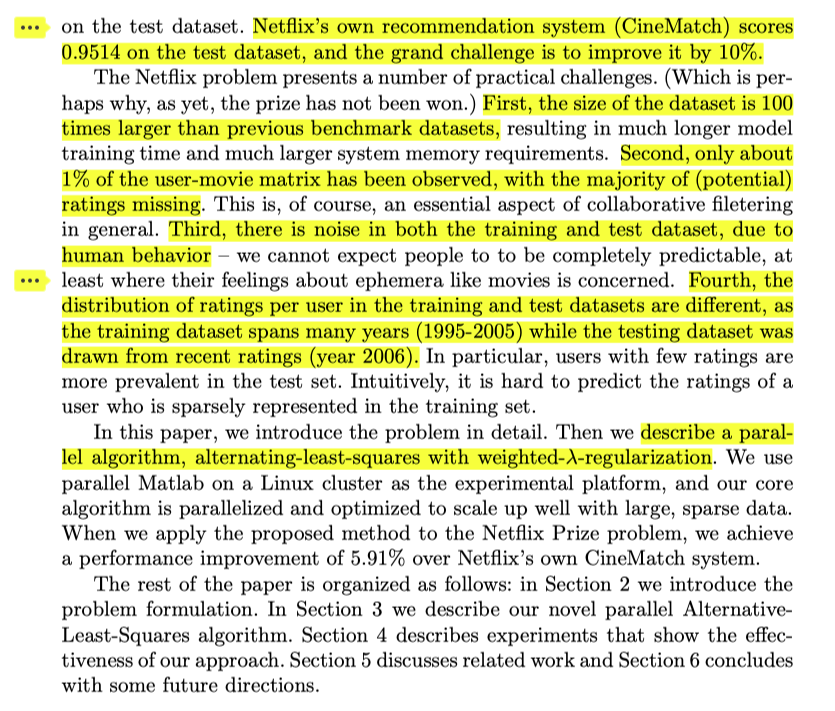 on the test dataset. Netflix's own recommendation system (CineMatch) scores
0.9514 on the test dataset, and the grand challenge is to improve it by 10%.
The Netflix problem presents a number of practical challenges. (Which is per-
haps why, as yet, the prize has not been won.) First, the size of the dataset is 100
times larger than previous benchmark datasets, resulting in much longer model
training time and much larger system memory requirements. Second, only about
1% of the user-movie matrix has been observed, with the majority of (potential)
ratings missing. This is, of course, an essential aspect of collaborative filetering
in general. Third, there is noise in both the training and test dataset, due to
human behavior – we cannot expect people to to be completely predictable, at
least where their feelings about ephemera like movies is concerned. Fourth, the
distribution of ratings per user in the training and test datasets are different, as
the training dataset spans many years (1995-2005) while the testing dataset was
drawn from recent ratings (year 2006). In particular, users with few ratings are
more prevalent in the test set. Intuitively, it is hard to predict the ratings of a
user who is sparsely represented in the training set.
In this paper, we introduce the problem in detail. Then we describe a paral-
lel algorithm, alternating-least-squares with weighted-λ-regularization. We use
parallel Matlab on a Linux cluster as the experimental platform, and our core
algorithm is parallelized and optimized to scale up well with large, sparse data.
When we apply the proposed method to the Netflix Prize problem, we achieve
a performance improvement of 5.91% over Netflix's own CineMatch system.
The rest of the paper is organized as follows: in Section 2 we introduce the
problem formulation. In Section 3 we describe our novel parallel Alternative-
Least-Squares algorithm. Section 4 describes experiments that show the effec-
tiveness of our approach. Section 5 discusses related work and Section 6 concludes
with some future directions.